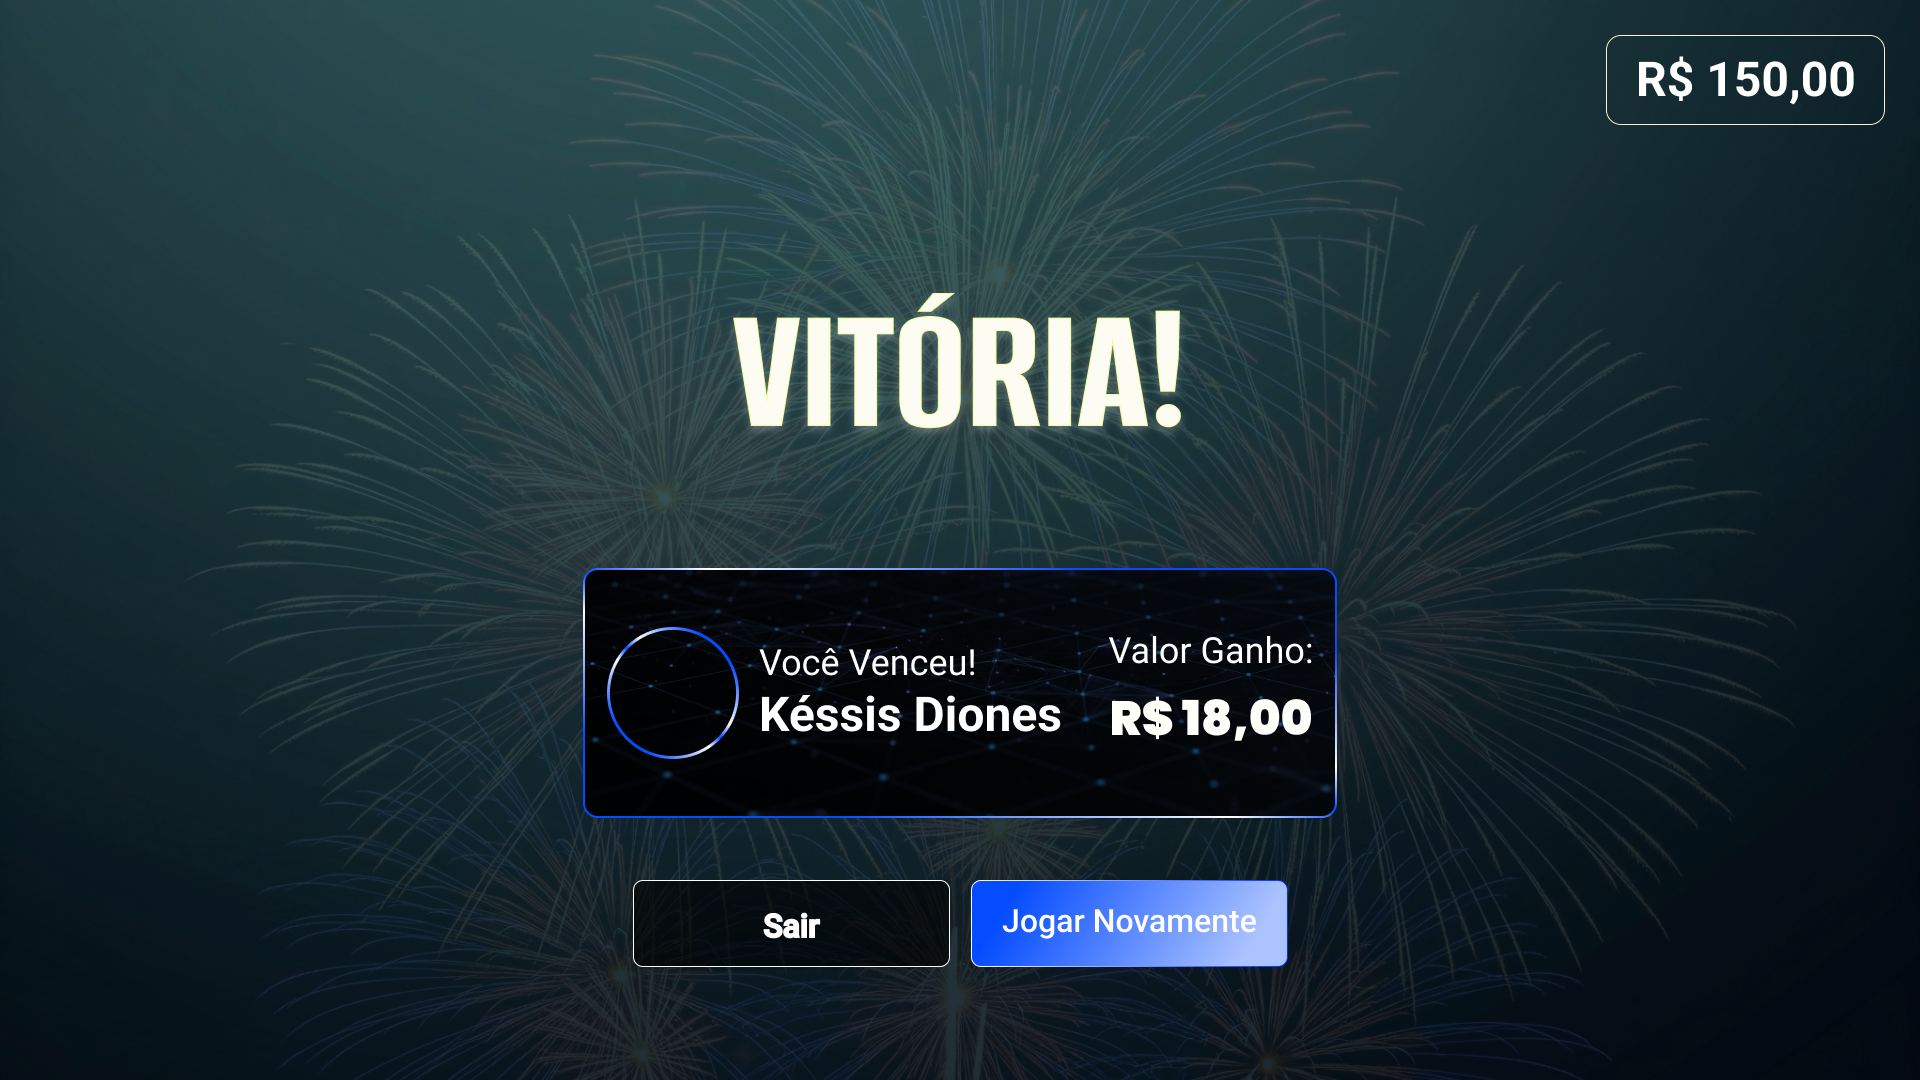 R$ 150,00
VITÓRIA!
Você Venceu!
Késsis Diones
Valor Ganho:
R$ 18,00
Sair
Jogar Novamente